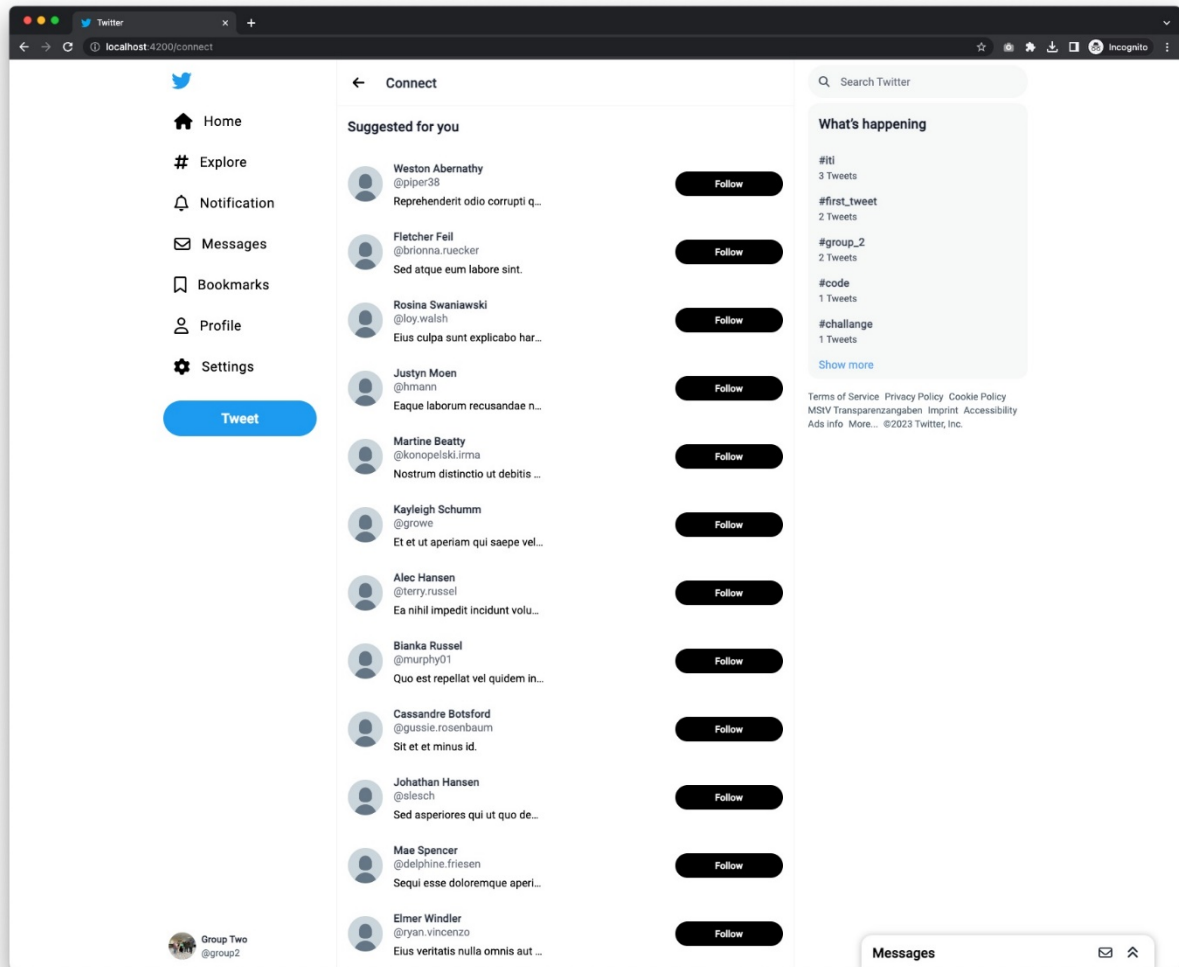 Twitter
localhost:4200/connect
Incognito
Home
Explore
Notification
Messages
Bookmarks
Profile
Settings
Tweet
Group Two
@group2
Connect
Suggested for you
Weston Abernathy
@piper38
Reprehenderit odio corrupti q...
Follow
Fletcher Feil
@brionna.ruecker
Sed atque eum labore sint.
Follow
Rosina Swaniawski
@loy.walsh
Eius culpa sunt explicabo har...
Follow
Justyn Moen
@hmann
Eaque laborum recusandae n...
Follow
Martine Beatty
@konopelski.irma
Nostrum distinctio ut debitis ...
Follow
Kayleigh Schumm
@growe
Et et ut aperiam qui saepe vel...
Follow
Alec Hansen
@terry.russel
Ea nihil impedit incidunt volu...
Follow
Bianka Russel
@murphy01
Quo est repellat vel quidem in...
Follow
Cassandre Botsford
@gussie.rosenbaum
Sit et et minus id.
Follow
Johathan Hansen
@slesch
Sed asperiores qui ut quo de...
Follow
Mae Spencer
@delphine.friesen
Sequi esse doloremque aperi...
Follow
Elmer Windler
@ryan.vincenzo
Eius veritatis nulla omnis aut ...
Follow
Search Twitter
What's happening
#iti
3 Tweets
#first_tweet
2 Tweets
#group_2
2 Tweets
#code
1 Tweets
#challange
1 Tweets
Show more
Terms of Service Privacy Policy Cookie Policy
MStV Transparenzangaben Imprint Accessibility
Ads info More... ©2023 Twitter, Inc.
Messages